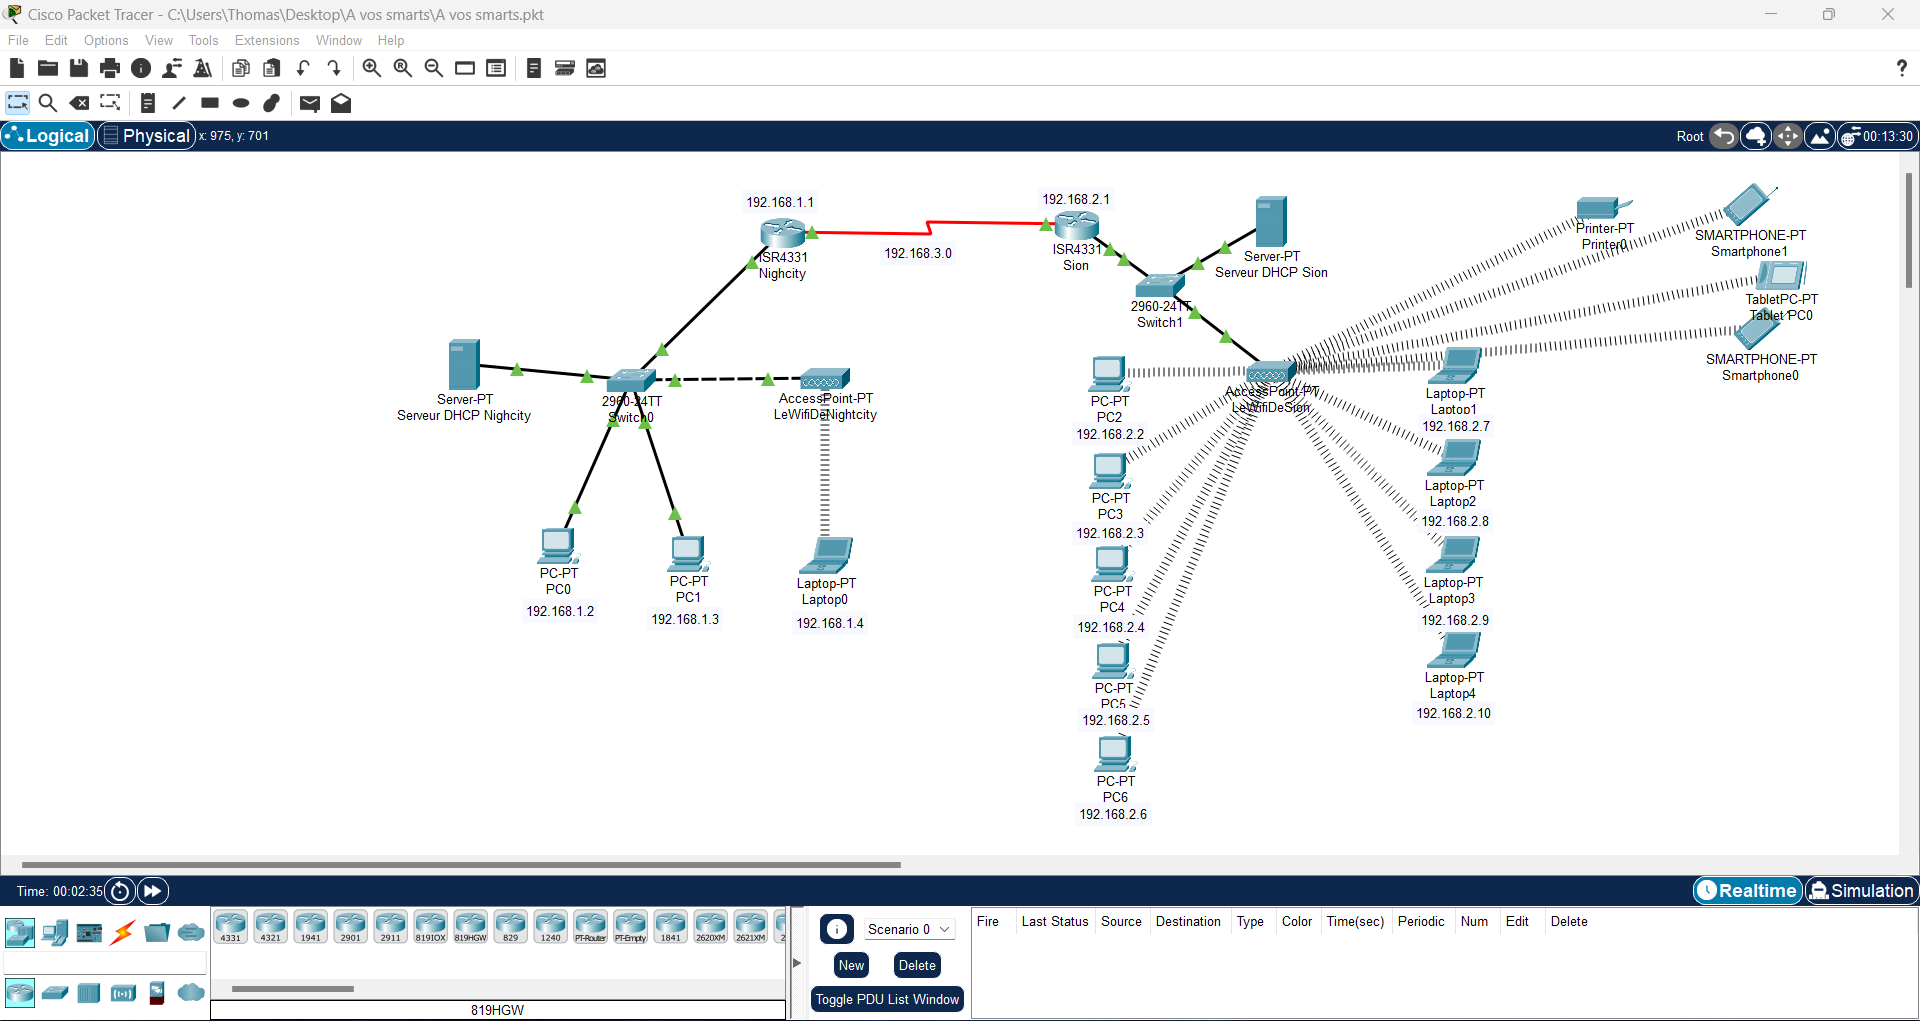 Cisco Packet Tracer - C:\Users\Thomas\Desktop\A vos smarts\A vos smarts.pkt
File Edit Options View Tools Extensions Window Help
?
Logical Physical x: 975, y: 701 Root 00:13:30
192.168.1.1
ISR4331
Nighcity
192.168.3.0
192.168.2.1
ISR4331
Sion
Server-PT
Serveur DHCP Sion
2960-24TT
Switch1
Printer-PT
Printer0
SMARTPHONE-PT
Smartphone1
TabletPC-PT
Tablet PC0
SMARTPHONE-PT
Smartphone0
Server-PT
Serveur DHCP Nighcity
2960-24TT
Switch0
AccessPoint-PT
LeWifiDeNightcity
AccessPoint-PT
LeWifiDeSion
PC-PT
PC0
192.168.1.2
PC-PT
PC1
192.168.1.3
Laptop-PT
Laptop0
192.168.1.4
PC-PT
PC2
192.168.2.2
PC-PT
PC3
192.168.2.3
PC-PT
PC4
192.168.2.4
PC-PT
PC5
192.168.2.5
PC-PT
PC6
192.168.2.6
Laptop-PT
Laptop1
192.168.2.7
Laptop-PT
Laptop2
192.168.2.8
Laptop-PT
Laptop3
192.168.2.9
Laptop-PT
Laptop4
192.168.2.10
Time: 00:02:35 Realtime Simulation
4331 4321 1941 2901 2911 819IOX 819HGW 829 1240 PT-Router PT-Empty 1841 2620XM 2621XM 2
819HGW
Scenario 0
New Delete
Toggle PDU List Window
Fire Last Status Source Destination Type Color Time(sec) Periodic Num Edit Delete